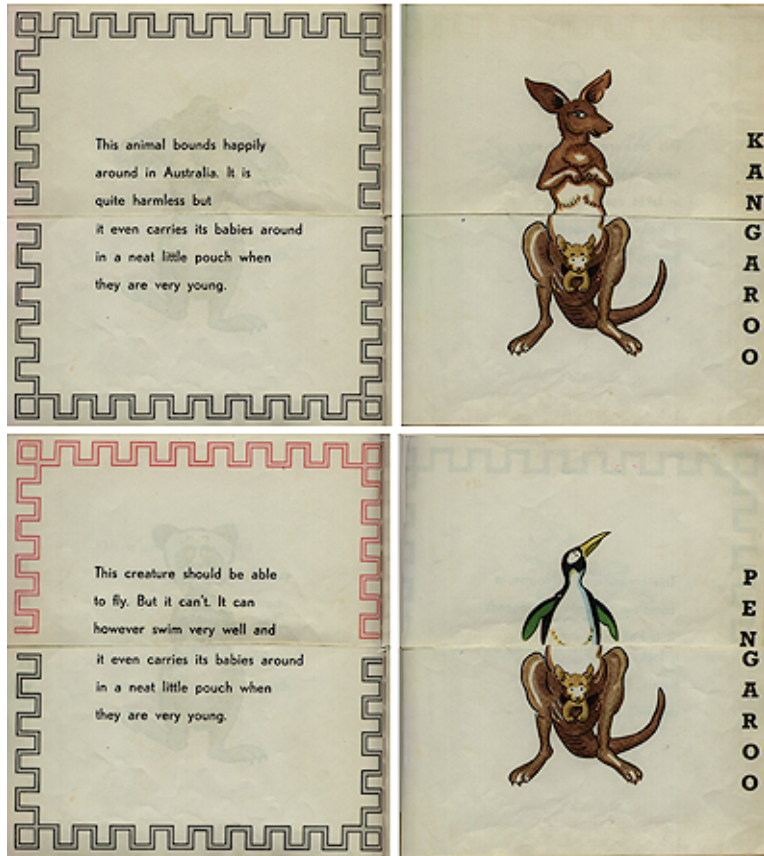 This animal bounds happily
around in Australia. It is
quite harmless but
it even carries its babies around
in a neat little pouch when
they are very young.
KANGAROO
This creature should be able
to fly. But it can't. It can
however swim very well and
it even carries its babies around
in a neat little pouch when
they are very young.
PENGAROO